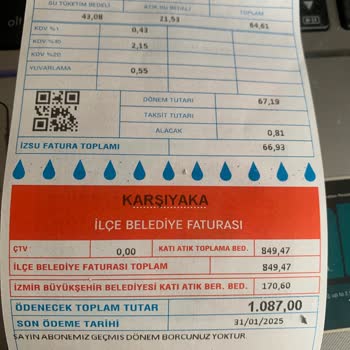 SU TÜKETİM BEDELİ ATIK SU BEDELİ TOPLAM
43,08 21,53 64,61
KDV %1 0,43
KDV %10 2,15
KDV %20
YUVARLAMA 0,55
DÖNEM TUTARI 67,19
TAKSİT TUTARI
ALACAK 0,81
İZSU FATURA TOPLAMI 66,93
KARŞIYAKA
İLÇE BELEDİYE FATURASI
ÇTV 0,00 KATI ATIK TOPLAMA BED. 849,47
İLÇE BELEDİYE FATURASI TOPLAM 849,47
İZMİR BÜYÜKŞEHİR BELEDİYESİ KATI ATIK BER. BED. 170,60
ÖDENECEK TOPLAM TUTAR 1.087,00
SON ÖDEME TARİHİ 31/01/2025
SAYIN ABONEMİZ GEÇMİŞ DÖNEM BORCUNUZ YOKTUR